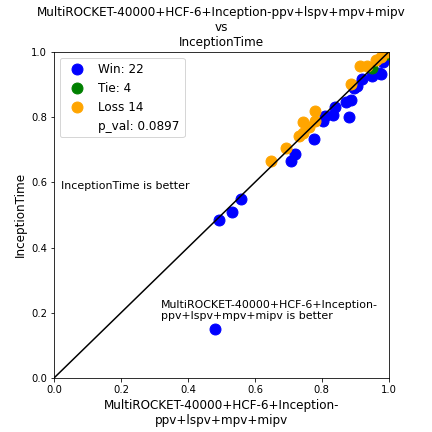 MultiROCKET-40000+HCF-6+Inception-ppv+lspv+mpv+mipv
vs
InceptionTime
1.0
0.8
0.6
0.4
0.2
0.0
Win: 22
Tie: 4
Loss 14
p_val: 0.0897
InceptionTime is better
MultiROCKET-40000+HCF-6+Inception-
ppv+lspv+mpv+mipv is better
InceptionTime
0.0 0.2 0.4 0.6 0.8 1.0
MultiROCKET-40000+HCF-6+Inception-
ppv+lspv+mpv+mipv